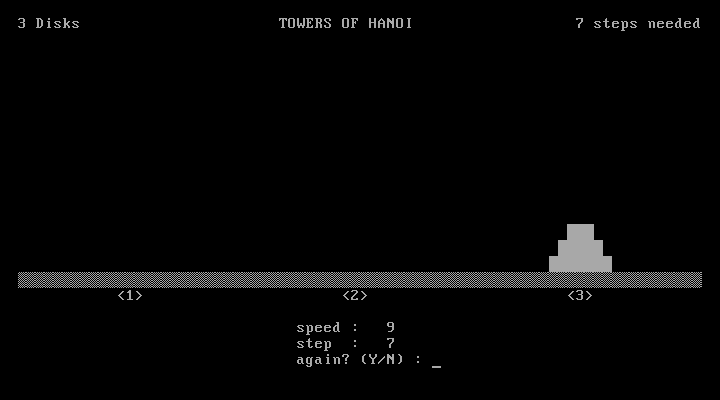 3 Disks TOWERS OF HANOI 7 steps needed
<1> <2> <3>
speed : 9
step : 7
again? (Y/N) : _